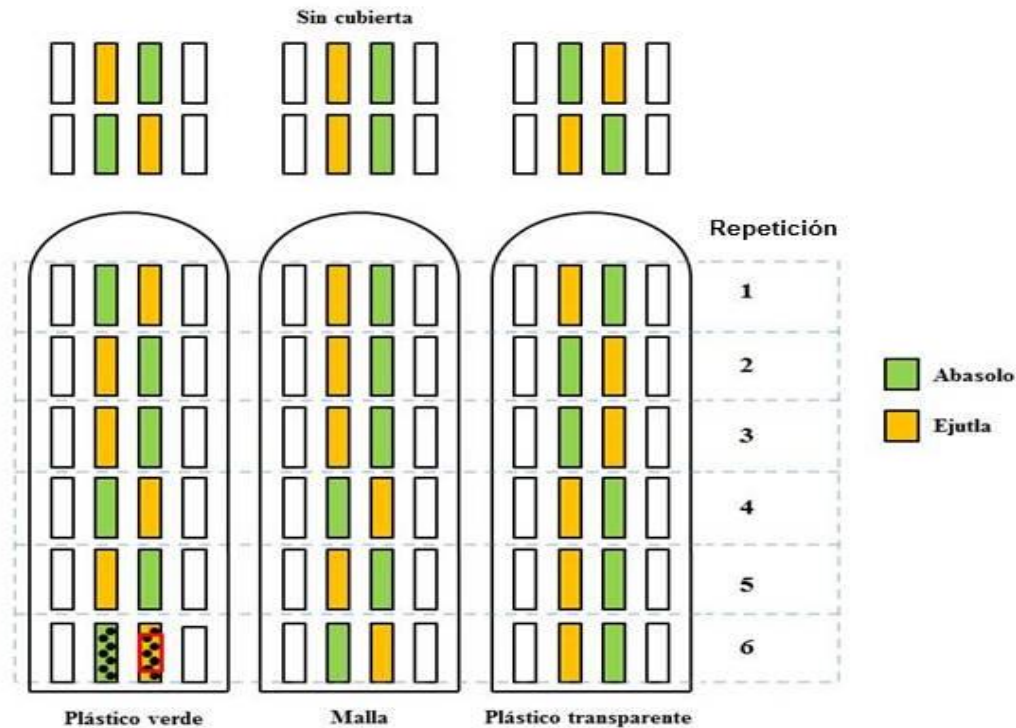 Sin cubierta
Repetición
1
2
3
4
5
6
Abasolo
Ejutla
Plástico verde
Malla
Plástico transparente